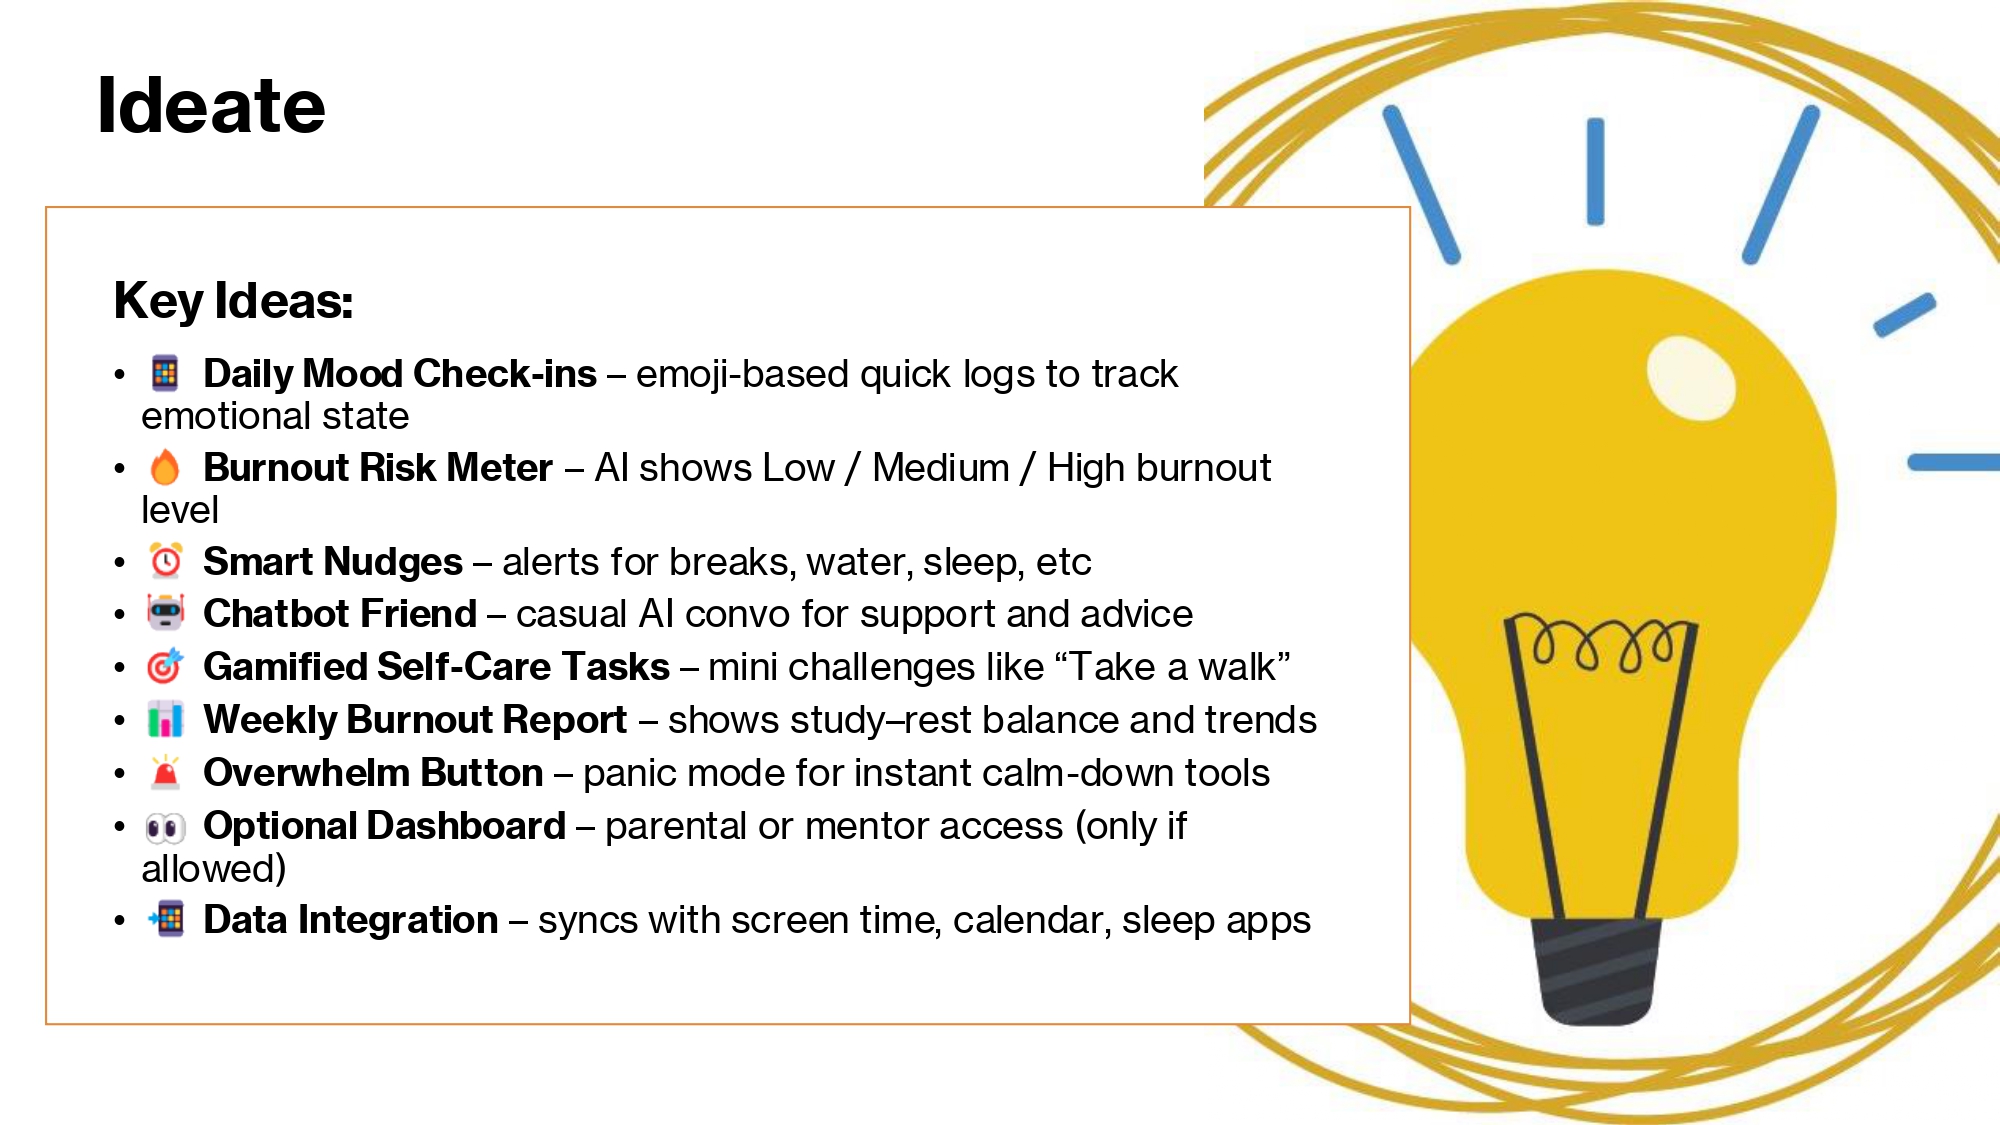 Ideate
Key Ideas:
• 📱 Daily Mood Check-ins – emoji-based quick logs to track
emotional state
• 🔥 Burnout Risk Meter – AI shows Low / Medium / High burnout
level
• ⏰ Smart Nudges – alerts for breaks, water, sleep, etc
• 🤖 Chatbot Friend – casual AI convo for support and advice
• 🎯 Gamified Self-Care Tasks – mini challenges like “Take a walk”
• 📊 Weekly Burnout Report – shows study–rest balance and trends
• 🚨 Overwhelm Button – panic mode for instant calm-down tools
• 👀 Optional Dashboard – parental or mentor access (only if
allowed)
• 📲 Data Integration – syncs with screen time, calendar, sleep apps